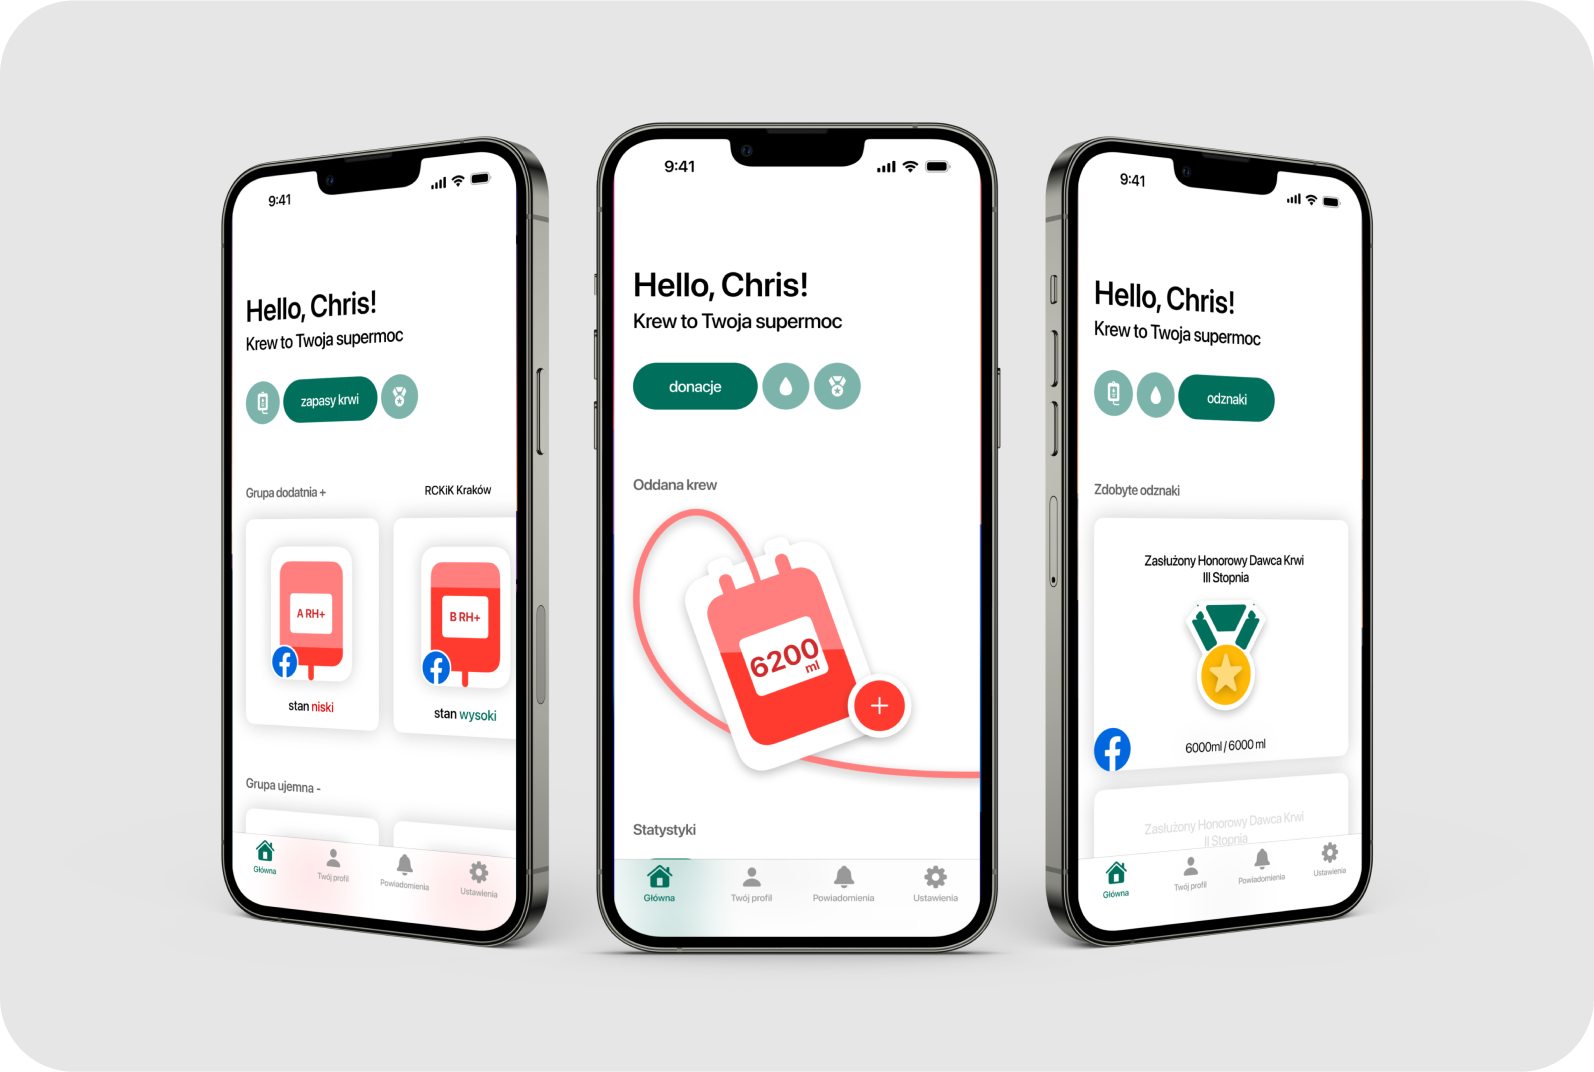 9:41
Hello, Chris!
Krew to Twoja supermoc
zapasy krwi
Grupa dodatnia +
RCKiK Kraków
A RH+
B RH+
stan niski
stan wysoki
Grupa ujemna -
Główna
Twój profil
Powiadomienia
Ustawienia
9:41
Hello, Chris!
Krew to Twoja supermoc
donacje
Oddana krew
6200
ml
+
Statystyki
Główna
Twój profil
Powiadomienia
Ustawienia
9:41
Hello, Chris!
Krew to Twoja supermoc
odznaki
Zdobyte odznaki
Zasłużony Honorowy Dawca Krwi
III Stopnia
6000ml / 6000 ml
Zasłużony Honorowy Dawca Krwi
II Stopnia
Główna
Twój profil
Powiadomienia
Ustawienia